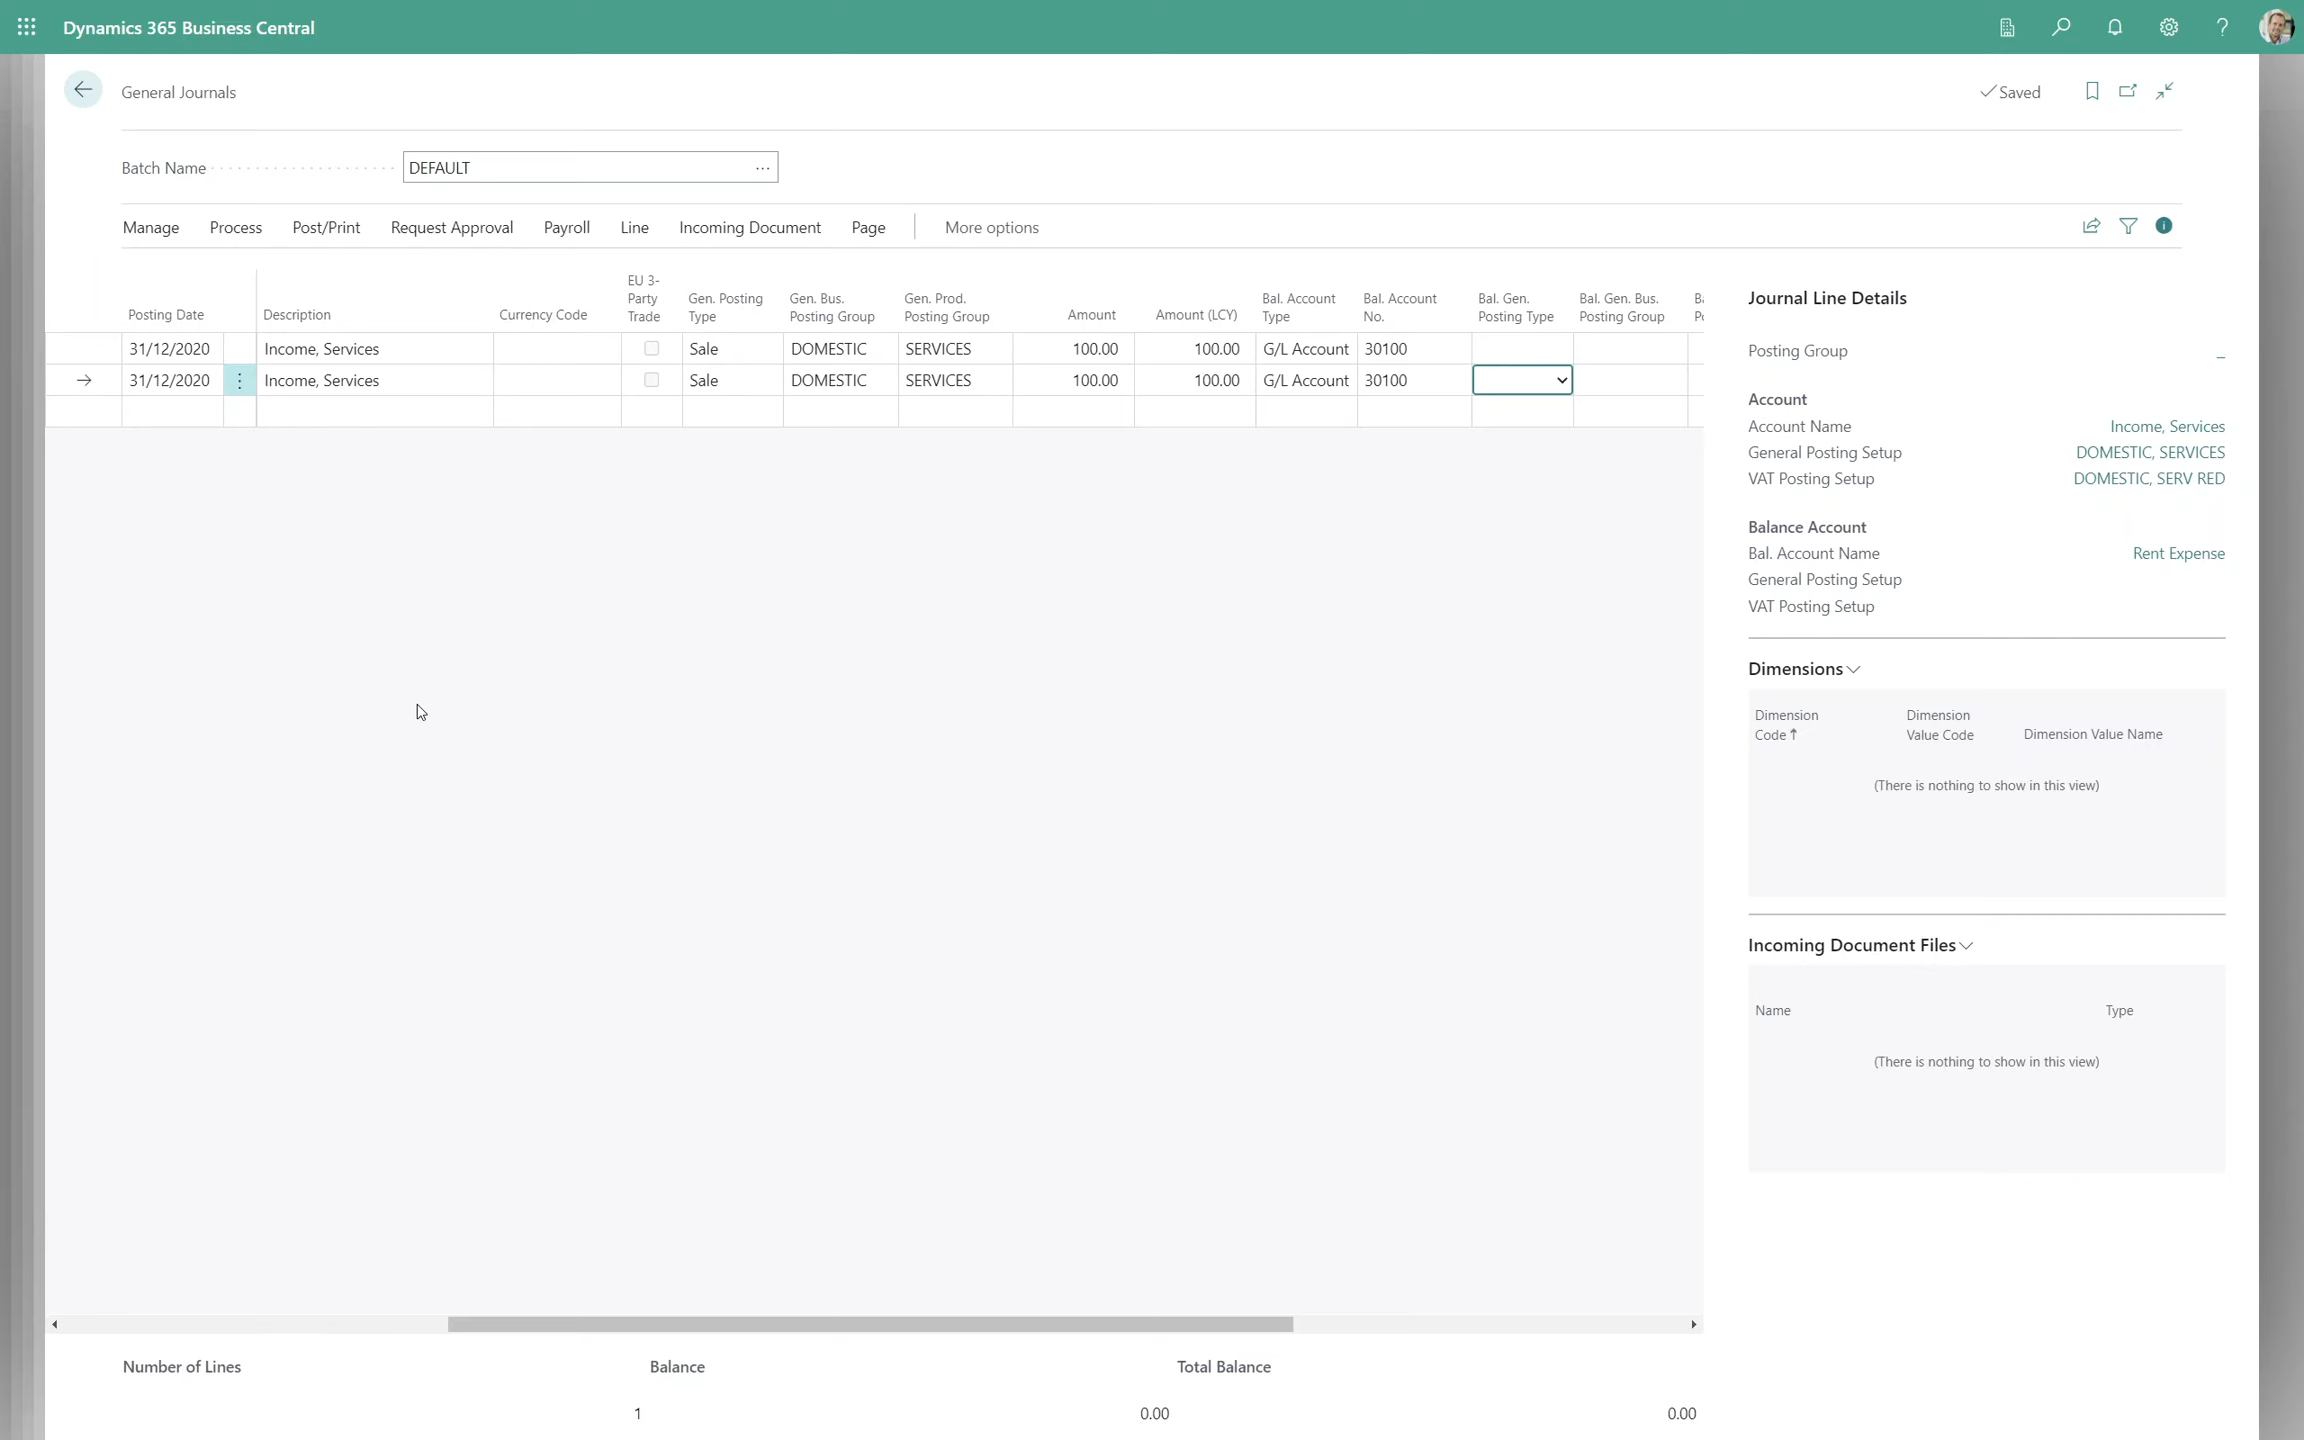 Dynamics 365 Business Central
General Journals
Saved
Batch Name
DEFAULT
Manage Process Post/Print Request Approval Payroll Line Incoming Document Page More options
Posting Date Description Currency Code EU 3-Party Trade Gen. Posting Type Gen. Bus. Posting Group Gen. Prod. Posting Group Amount Amount (LCY) Bal. Account Type Bal. Account No. Bal. Gen. Posting Type Bal. Gen. Bus. Posting Group
31/12/2020 Income, Services Sale DOMESTIC SERVICES 100.00 100.00 G/L Account 30100
31/12/2020 Income, Services Sale DOMESTIC SERVICES 100.00 100.00 G/L Account 30100
Journal Line Details
Posting Group _
Account
Account Name Income, Services
General Posting Setup DOMESTIC, SERVICES
VAT Posting Setup DOMESTIC, SERV RED
Balance Account
Bal. Account Name Rent Expense
General Posting Setup
VAT Posting Setup
Dimensions
Dimension Code Dimension Value Code Dimension Value Name
(There is nothing to show in this view)
Incoming Document Files
Name Type
(There is nothing to show in this view)
Number of Lines Balance Total Balance
1 0.00 0.00